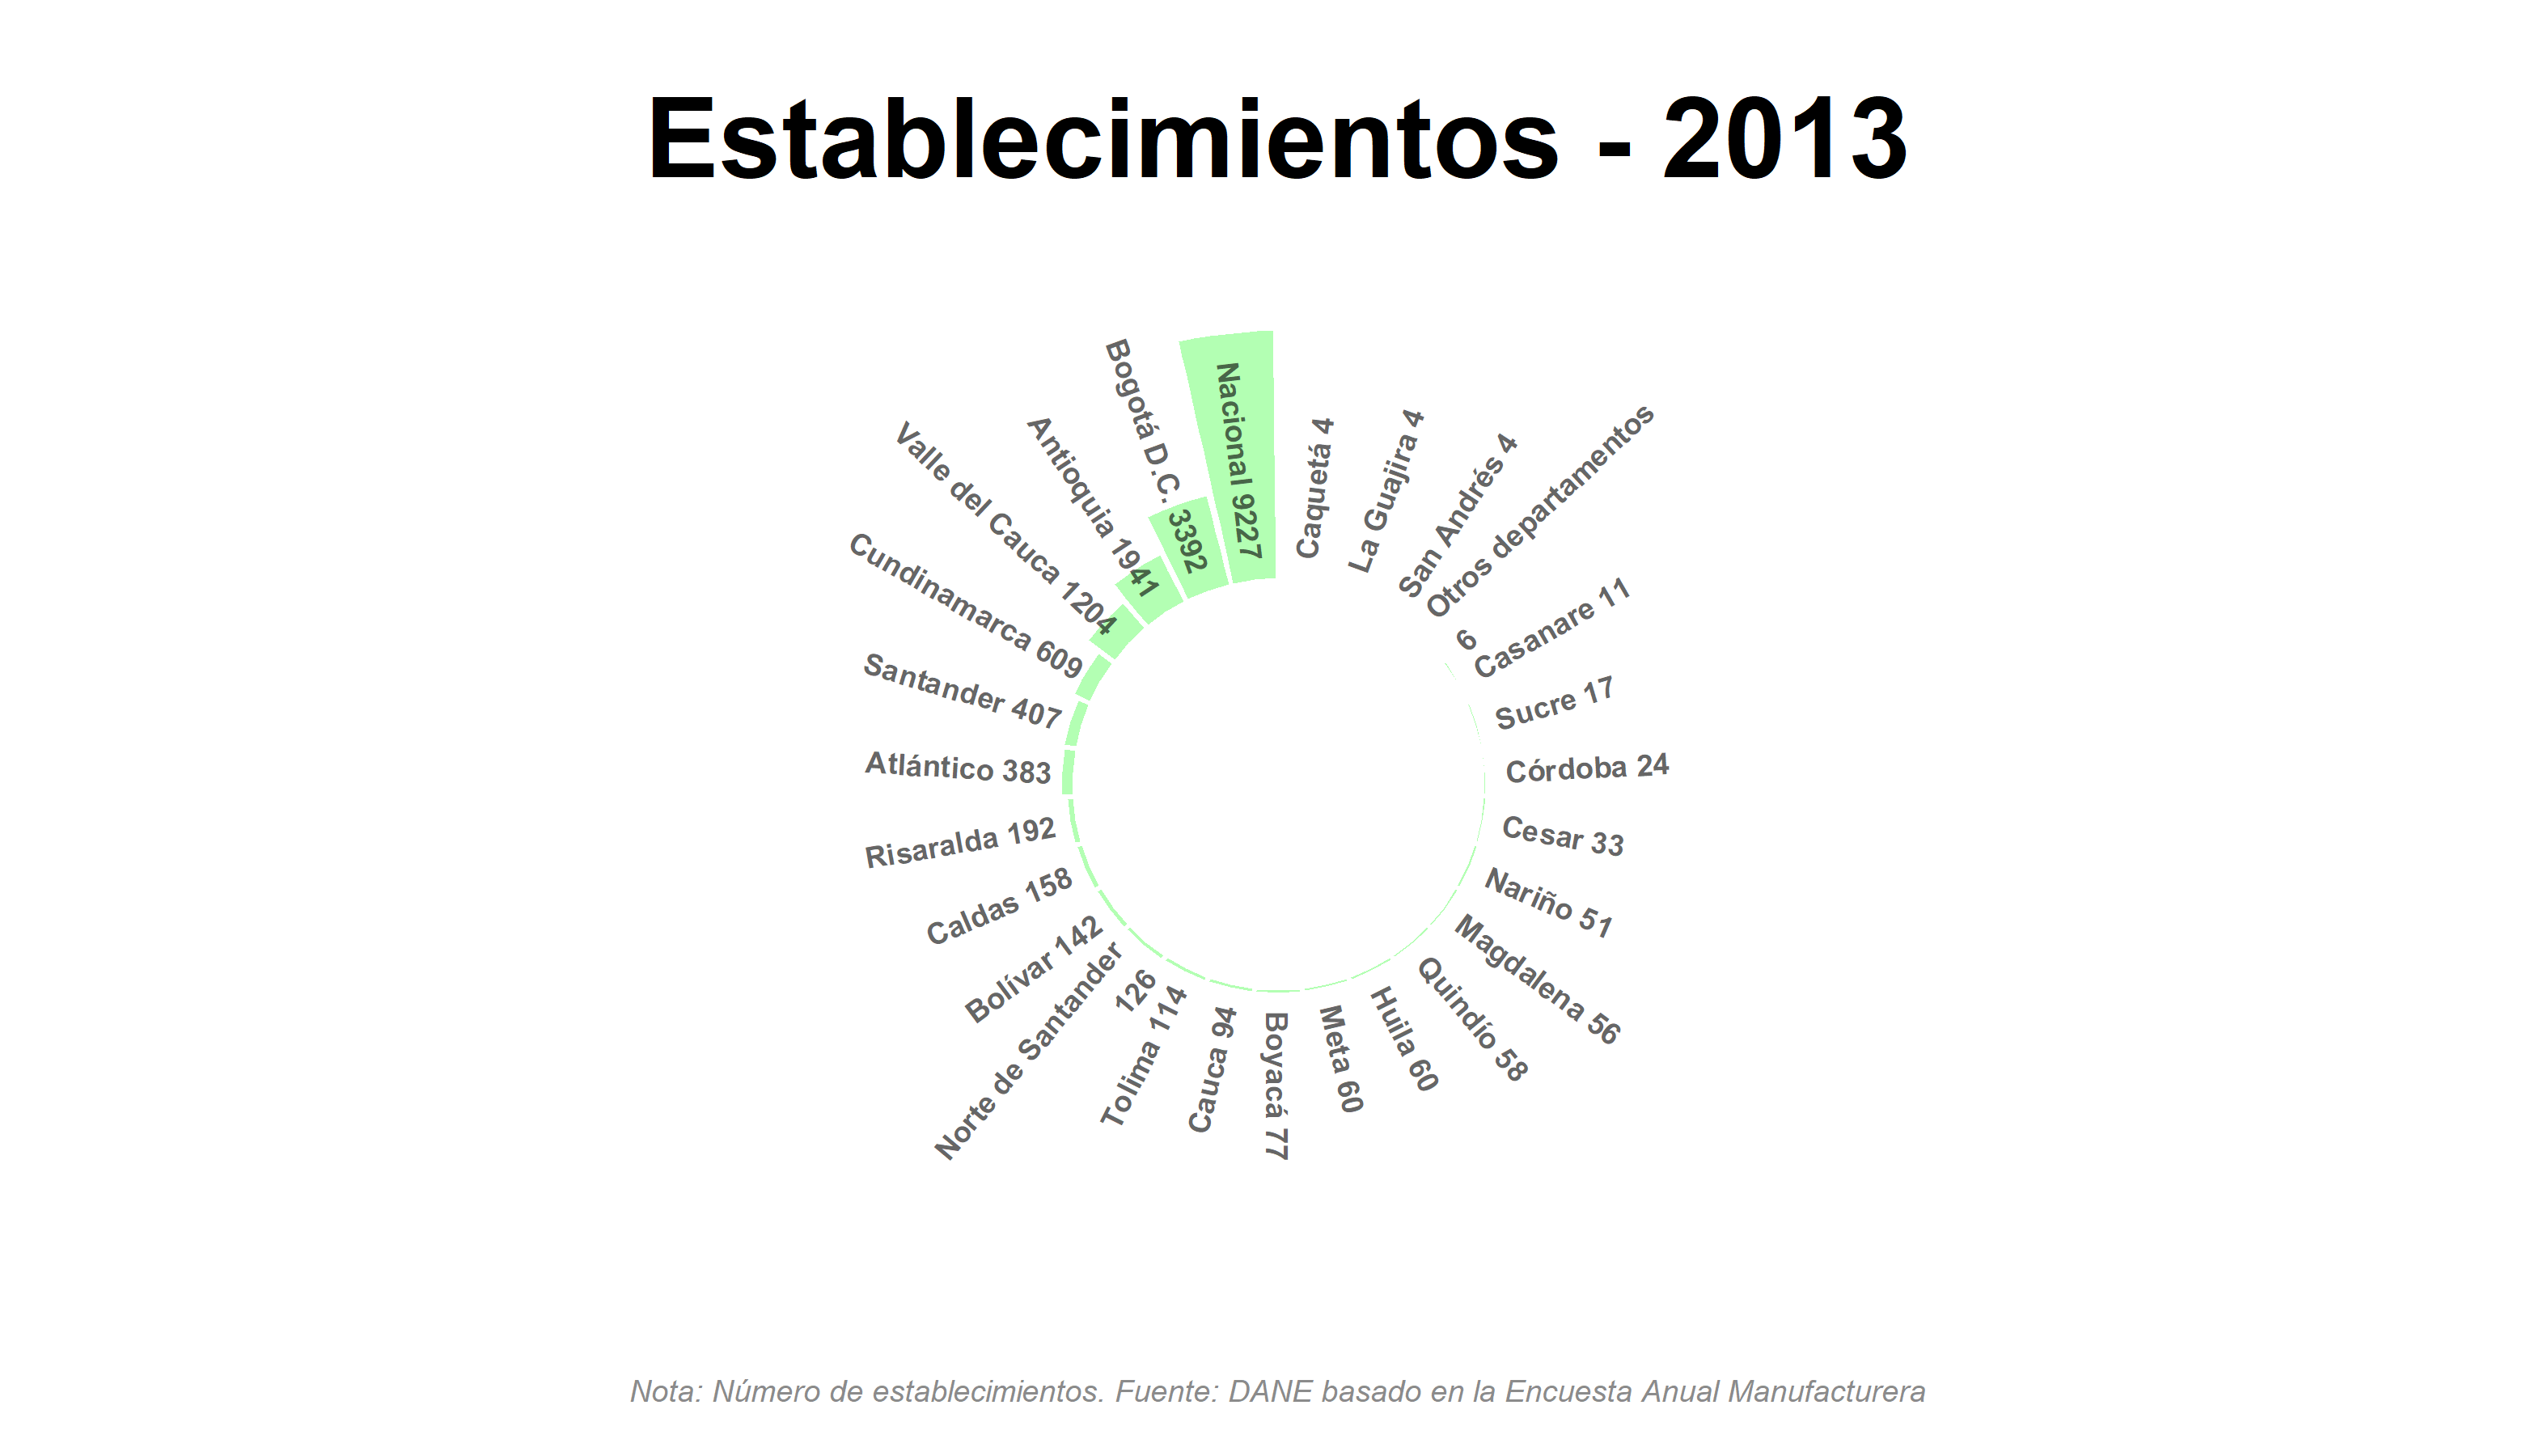 Establecimientos - 2013
Caquetá 4
La Guajira 4
San Andrés 4
Otros departamentos
6
Casanare 11
Sucre 17
Córdoba 24
Cesar 33
Nariño 51
Magdalena 56
Quindío 58
Huila 60
Meta 60
Boyacá 77
Cauca 94
Tolima 114
Norte de Santander
126
Bolívar 142
Caldas 158
Risaralda 192
Atlántico 383
Santander 407
Cundinamarca 609
Valle del Cauca 1204
Antioquia 1941
Bogotá D.C. 3392
Nacional 9227
Nota: Número de establecimientos. Fuente: DANE basado en la Encuesta Anual Manufacturera